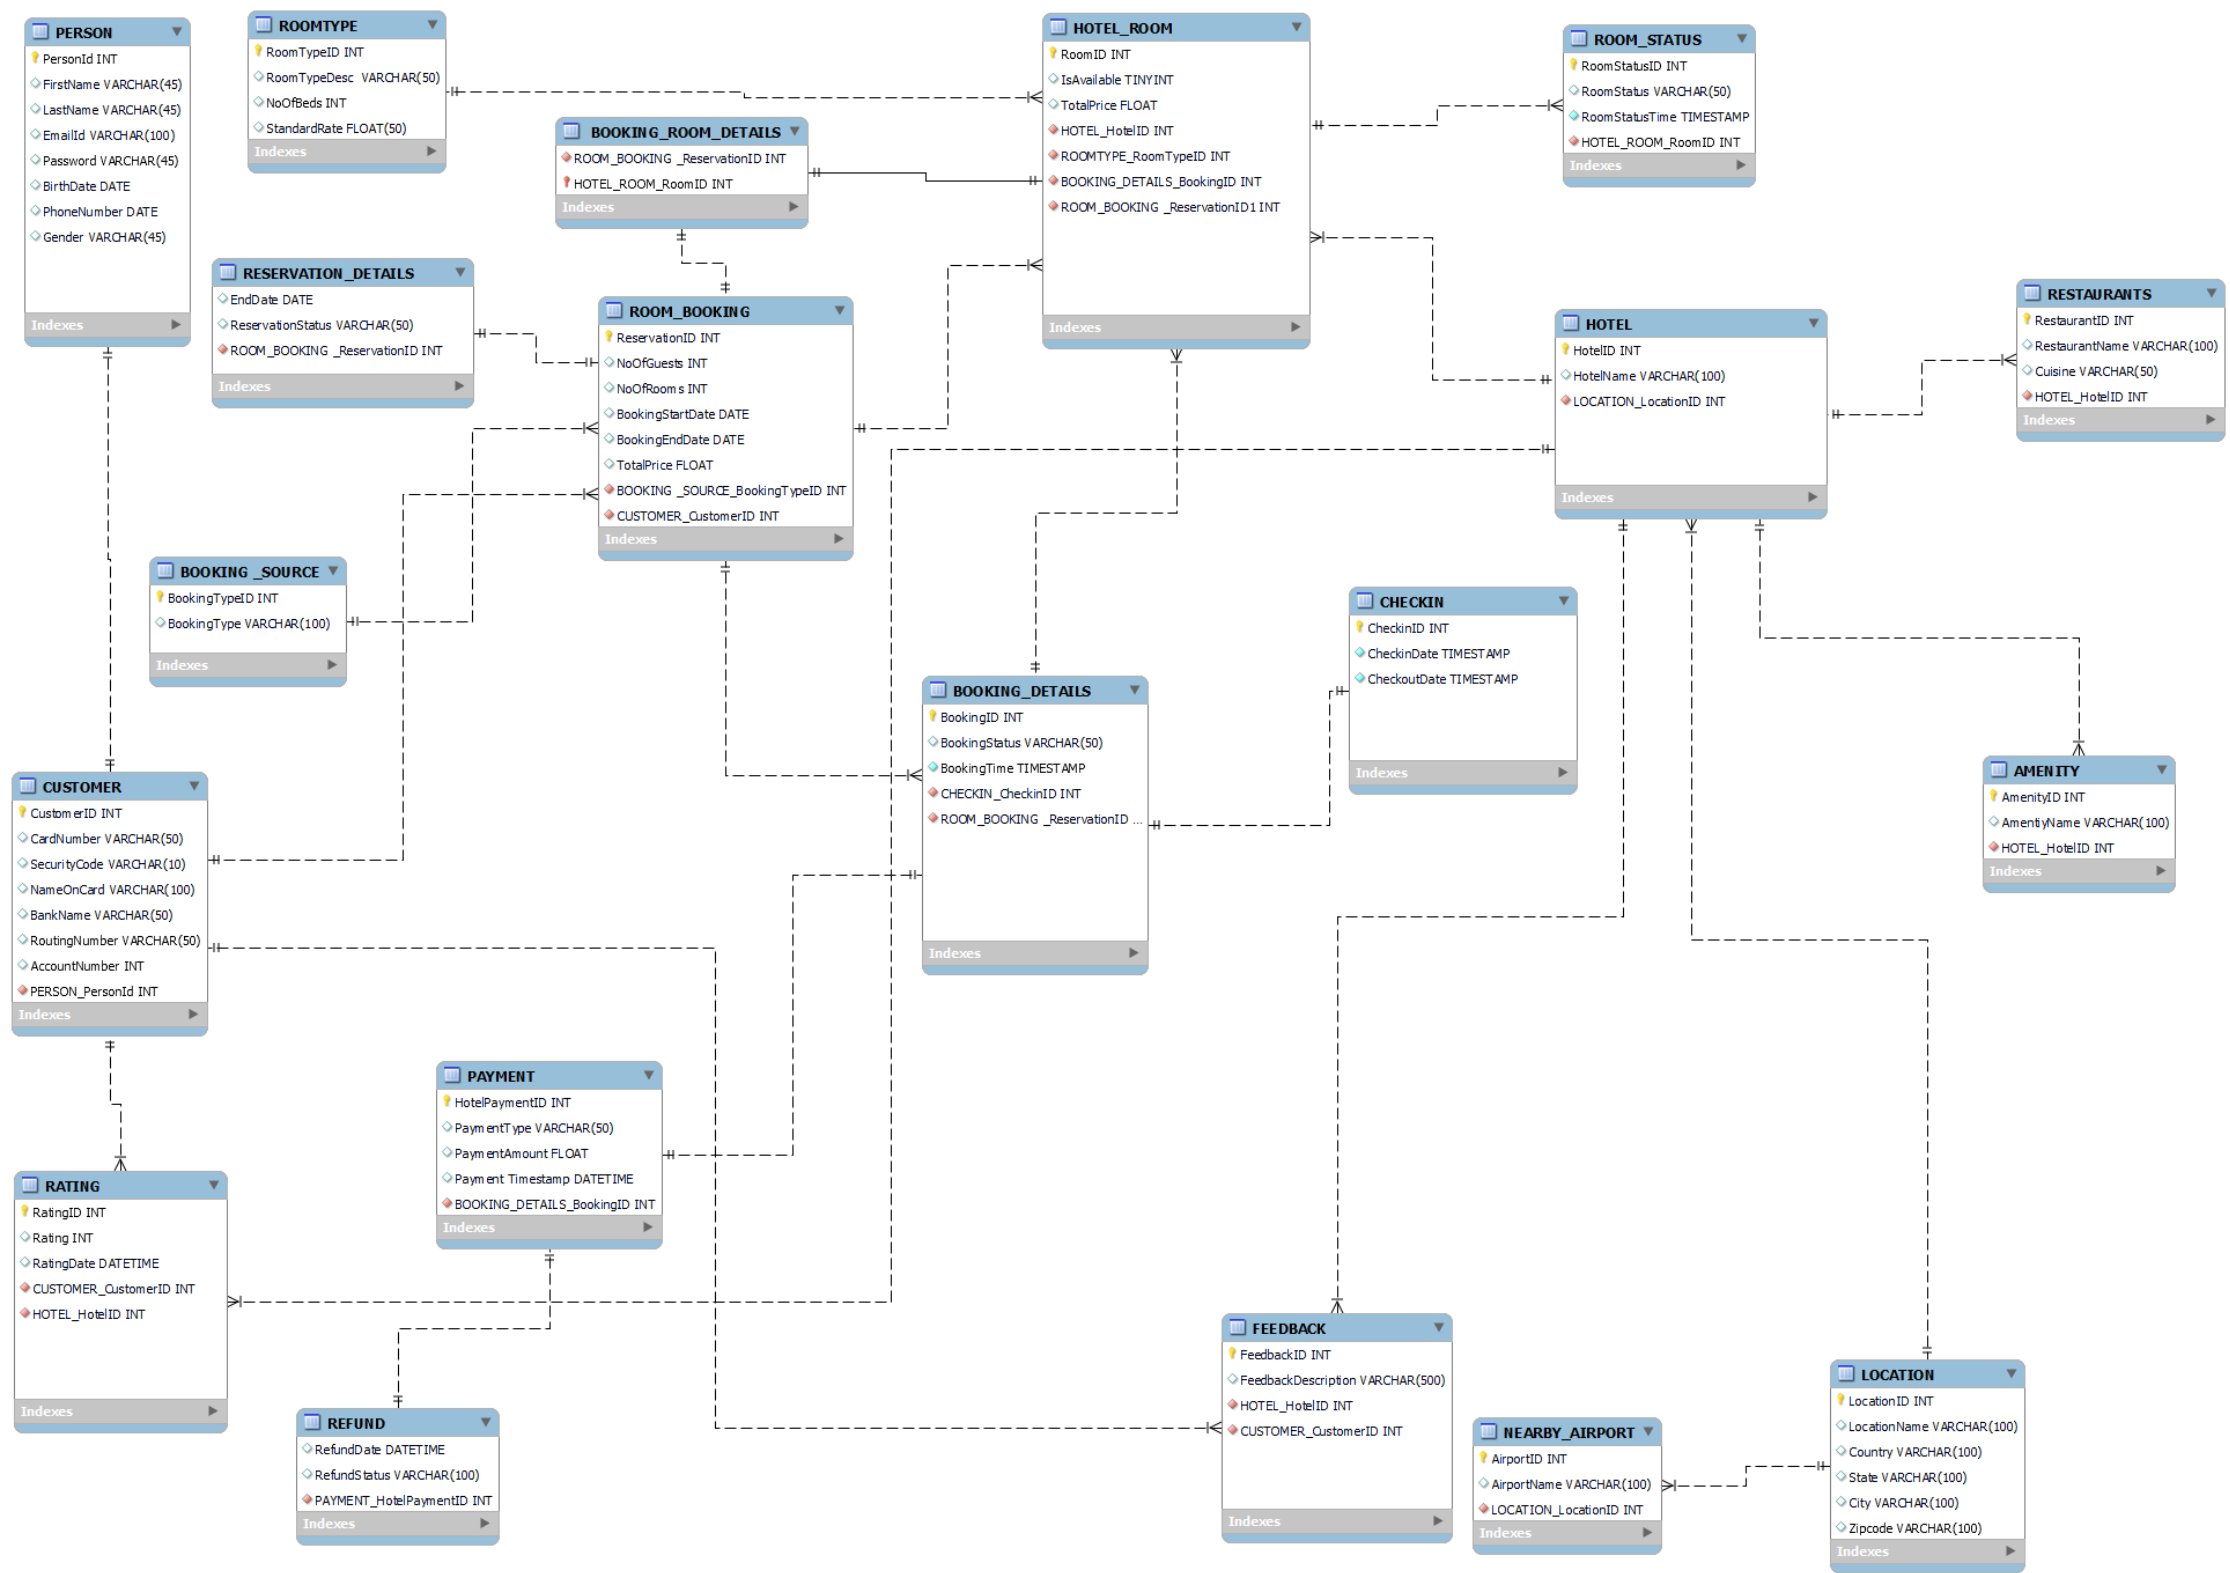 PERSON
PersonId INT
FirstName VARCHAR(45)
LastName VARCHAR(45)
EmailId VARCHAR(100)
Password VARCHAR(45)
BirthDate DATE
PhoneNumber DATE
Gender VARCHAR(45)
Indexes
ROOMTYPE
RoomTypeID INT
RoomTypeDesc VARCHAR(50)
NoOfBeds INT
StandardRate FLOAT(50)
Indexes
BOOKING_ROOM_DETAILS
ROOM_BOOKING _ReservationID INT
HOTEL_ROOM_RoomID INT
Indexes
HOTEL_ROOM
RoomID INT
IsAvailable TINYINT
TotalPrice FLOAT
HOTEL_HotelID INT
ROOMTYPE_RoomTypeID INT
BOOKING_DETAILS_BookingID INT
ROOM_BOOKING _ReservationID1 INT
Indexes
ROOM_STATUS
RoomStatusID INT
RoomStatus VARCHAR(50)
RoomStatusTime TIMESTAMP
HOTEL_ROOM_RoomID INT
Indexes
RESERVATION_DETAILS
EndDate DATE
ReservationStatus VARCHAR(50)
ROOM_BOOKING _ReservationID INT
Indexes
ROOM_BOOKING
ReservationID INT
NoOfGuests INT
NoOfRooms INT
BookingStartDate DATE
BookingEndDate DATE
TotalPrice FLOAT
BOOKING _SOURCE_BookingTypeID INT
CUSTOMER_CustomerID INT
Indexes
HOTEL
HotelID INT
HotelName VARCHAR(100)
LOCATION_LocationID INT
Indexes
RESTAURANTS
RestaurantID INT
RestaurantName VARCHAR(100)
Cuisine VARCHAR(50)
HOTEL_HotelID INT
Indexes
BOOKING _SOURCE
BookingTypeID INT
BookingType VARCHAR(100)
Indexes
CHECKIN
CheckinID INT
CheckinDate TIMESTAMP
CheckoutDate TIMESTAMP
Indexes
BOOKING_DETAILS
BookingID INT
BookingStatus VARCHAR(50)
BookingTime TIMESTAMP
CHECKIN_CheckinID INT
ROOM_BOOKING _ReservationID ...
Indexes
AMENITY
AmenityID INT
AmentiyName VARCHAR(100)
HOTEL_HotelID INT
Indexes
CUSTOMER
CustomerID INT
CardNumber VARCHAR(50)
SecurityCode VARCHAR(10)
NameOnCard VARCHAR(100)
BankName VARCHAR(50)
RoutingNumber VARCHAR(50)
AccountNumber INT
PERSON_PersonId INT
Indexes
PAYMENT
HotelPaymentID INT
PaymentType VARCHAR(50)
PaymentAmount FLOAT
Payment Timestamp DATETIME
BOOKING_DETAILS_BookingID INT
Indexes
RATING
RatingID INT
Rating INT
RatingDate DATETIME
CUSTOMER_CustomerID INT
HOTEL_HotelID INT
Indexes
REFUND
RefundDate DATETIME
RefundStatus VARCHAR(100)
PAYMENT_HotelPaymentID INT
Indexes
FEEDBACK
FeedbackID INT
FeedbackDescription VARCHAR(500)
HOTEL_HotelID INT
CUSTOMER_CustomerID INT
Indexes
NEARBY_AIRPORT
AirportID INT
AirportName VARCHAR(100)
LOCATION_LocationID INT
Indexes
LOCATION
LocationID INT
LocationName VARCHAR(100)
Country VARCHAR(100)
State VARCHAR(100)
City VARCHAR(100)
Zipcode VARCHAR(100)
Indexes